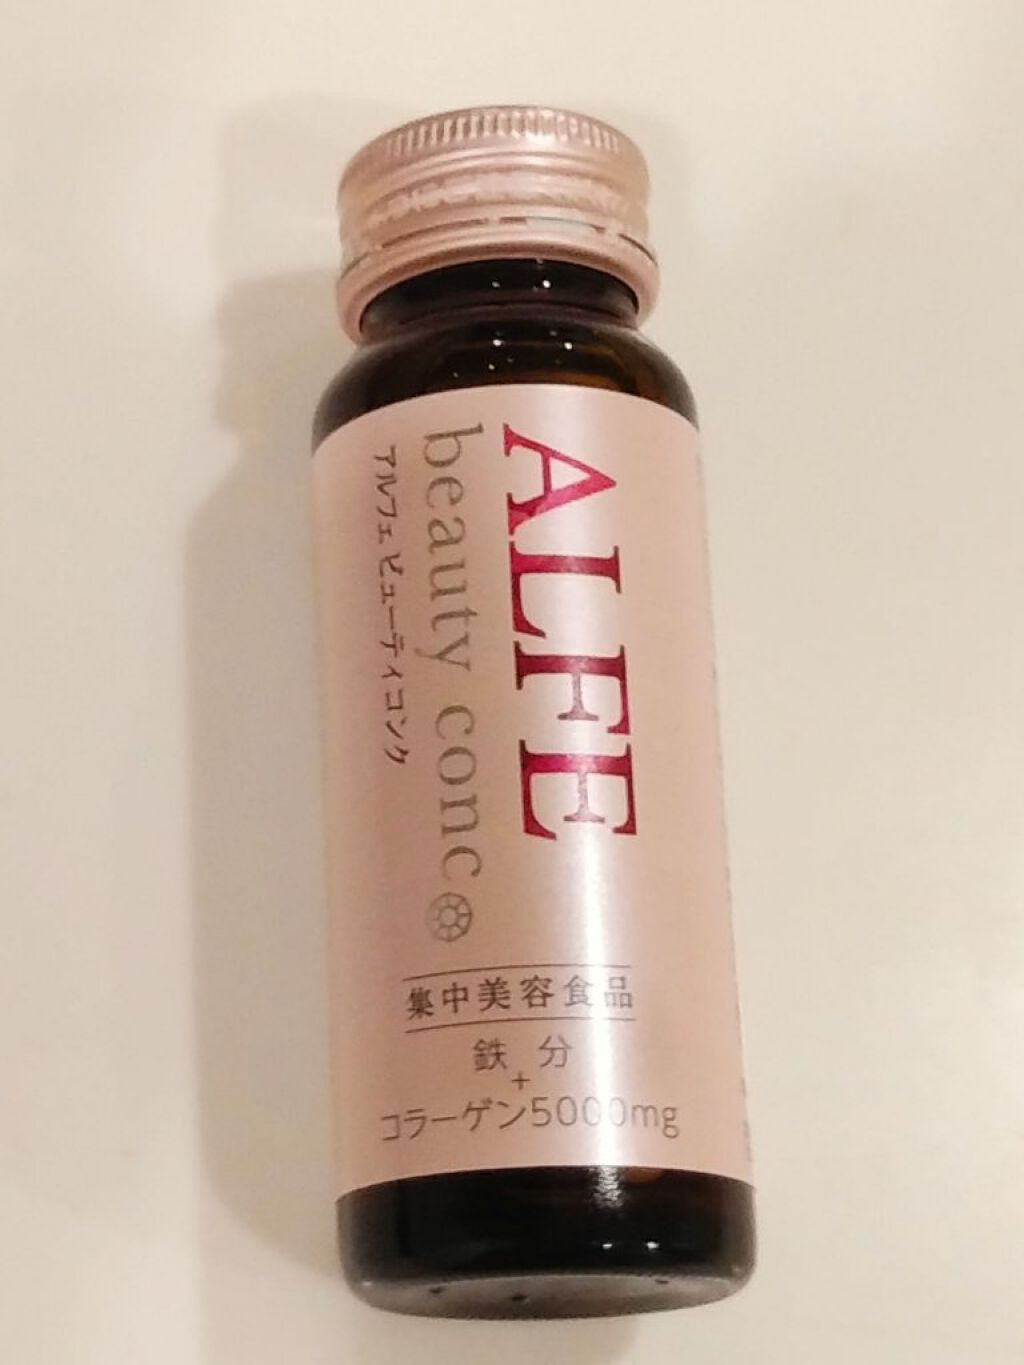 ALFE
beauty conc
アルフェ ビューティコンク
集中美容食品
鉄分
+
コラーゲン5000mg